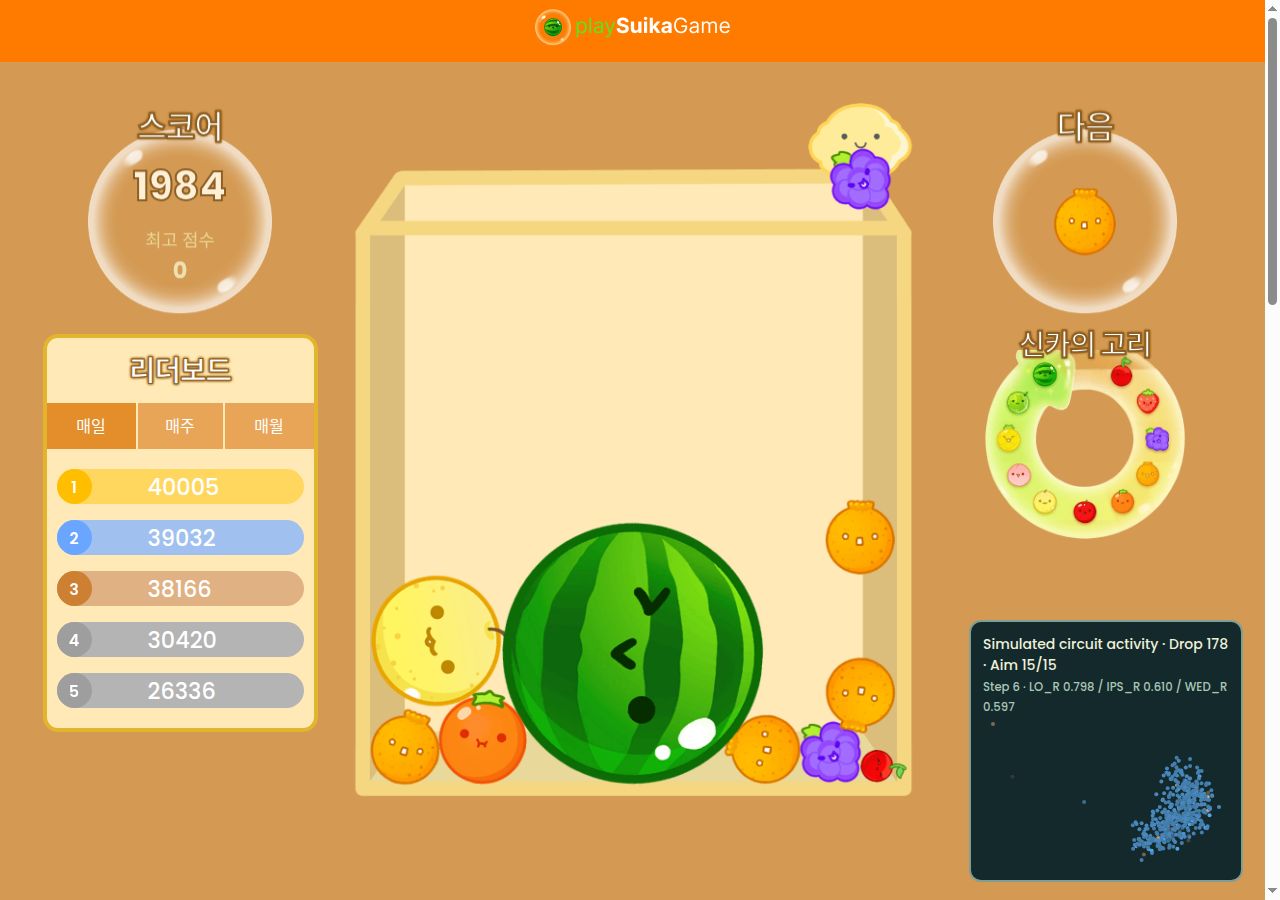 playSuikaGame
스코어
1984
최고 점수
0
리더보드
매일 매주 매월
1 40005
2 39032
3 38166
4 30420
5 26336
다음
신카의 고리
Simulated circuit activity · Drop 178
· Aim 15/15
Step 6 · LO_R 0.798 / IPS_R 0.610 / WED_R
0.597